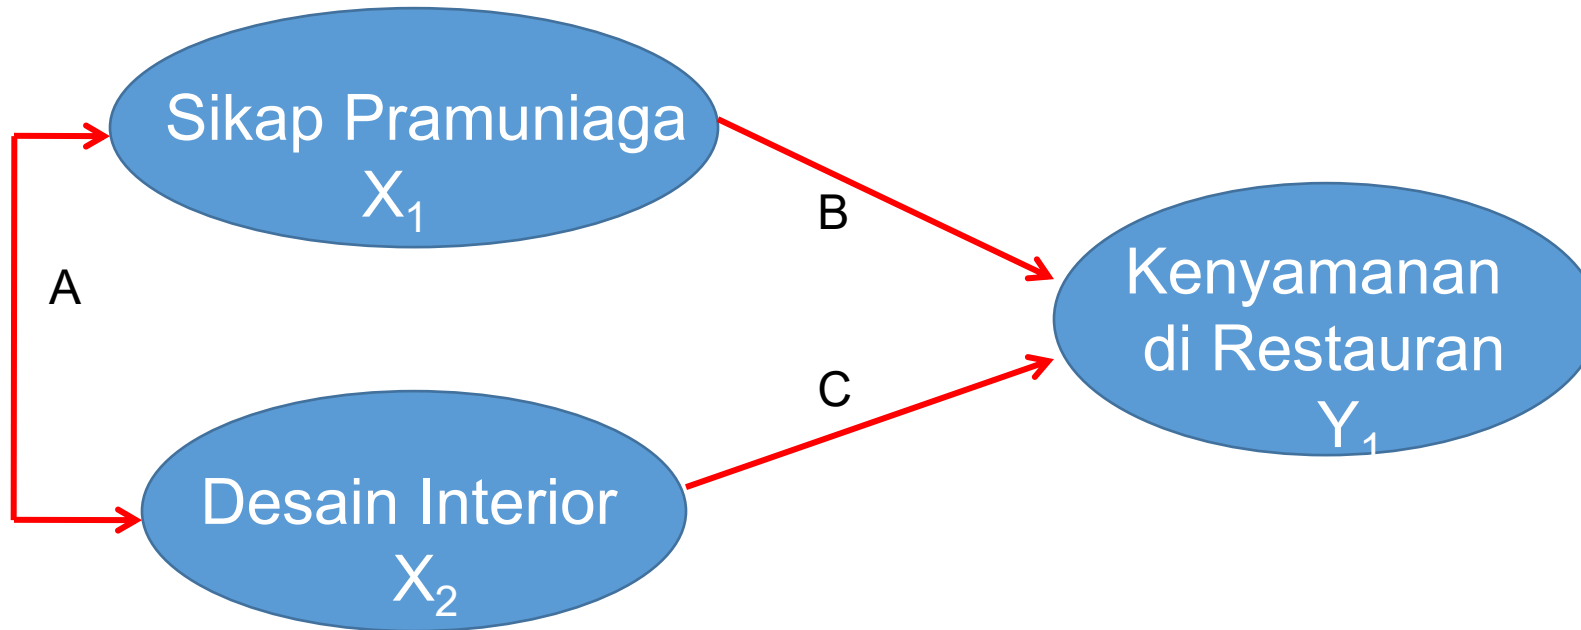 Sikap Pramuniaga
X₁
A
B
Kenyamanan
di Restauran
Y₁
C
Desain Interior
X₂